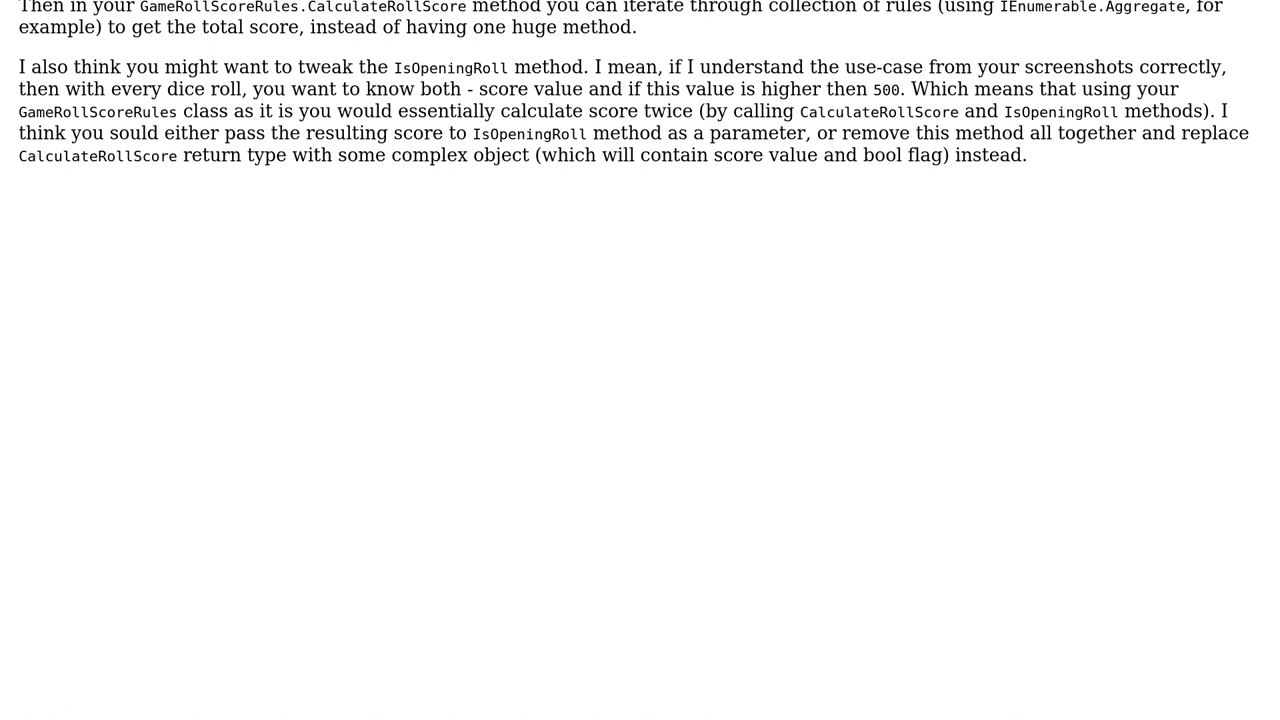 Then in your GameRollScoreRules.CalculateRollScore method you can iterate through collection of rules (using IEnumerable.Aggregate, for
example) to get the total score, instead of having one huge method.
I also think you might want to tweak the IsOpeningRoll method. I mean, if I understand the use-case from your screenshots correctly,
then with every dice roll, you want to know both - score value and if this value is higher then 500. Which means that using your
GameRollScoreRules class as it is you would essentially calculate score twice (by calling CalculateRollScore and IsOpeningRoll methods). I
think you sould either pass the resulting score to IsOpeningRoll method as a parameter, or remove this method all together and replace
CalculateRollScore return type with some complex object (which will contain score value and bool flag) instead.